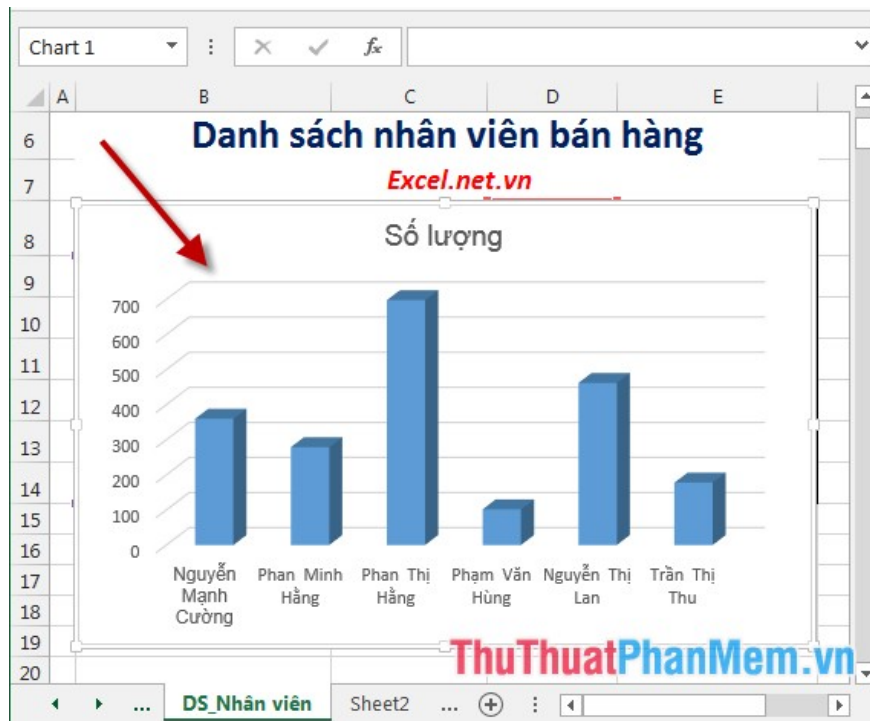 Chart 1
fx
A B C D E
6 Danh sách nhân viên bán hàng
7 Excel.net.vn
8 Số lượng
9
10
11
12
13
14
15
16
17
18
19
20
700
600
500
400
300
200
100
0
Nguyễn Mạnh Cường
Phan Minh Hằng
Phan Thị Hằng
Phạm Văn Hùng
Nguyễn Thị Lan
Trần Thị Thu
ThuThuatPhanMem.vn
... DS_Nhân viên Sheet2 ...